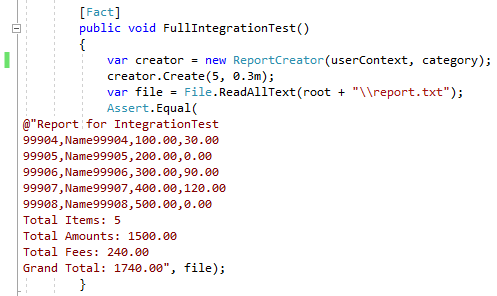 [Fact]
public void FullIntegrationTest()
{
var creator = new ReportCreator(userContext, category);
creator.Create(5, 0.3m);
var file = File.ReadAllText(root + "\\report.txt");
Assert.Equal(
@"Report for IntegrationTest
99904,Name99904,100.00,30.00
99905,Name99905,200.00,0.00
99906,Name99906,300.00,90.00
99907,Name99907,400.00,120.00
99908,Name99908,500.00,0.00
Total Items: 5
Total Amounts: 1500.00
Total Fees: 240.00
Grand Total: 1740.00", file);
}